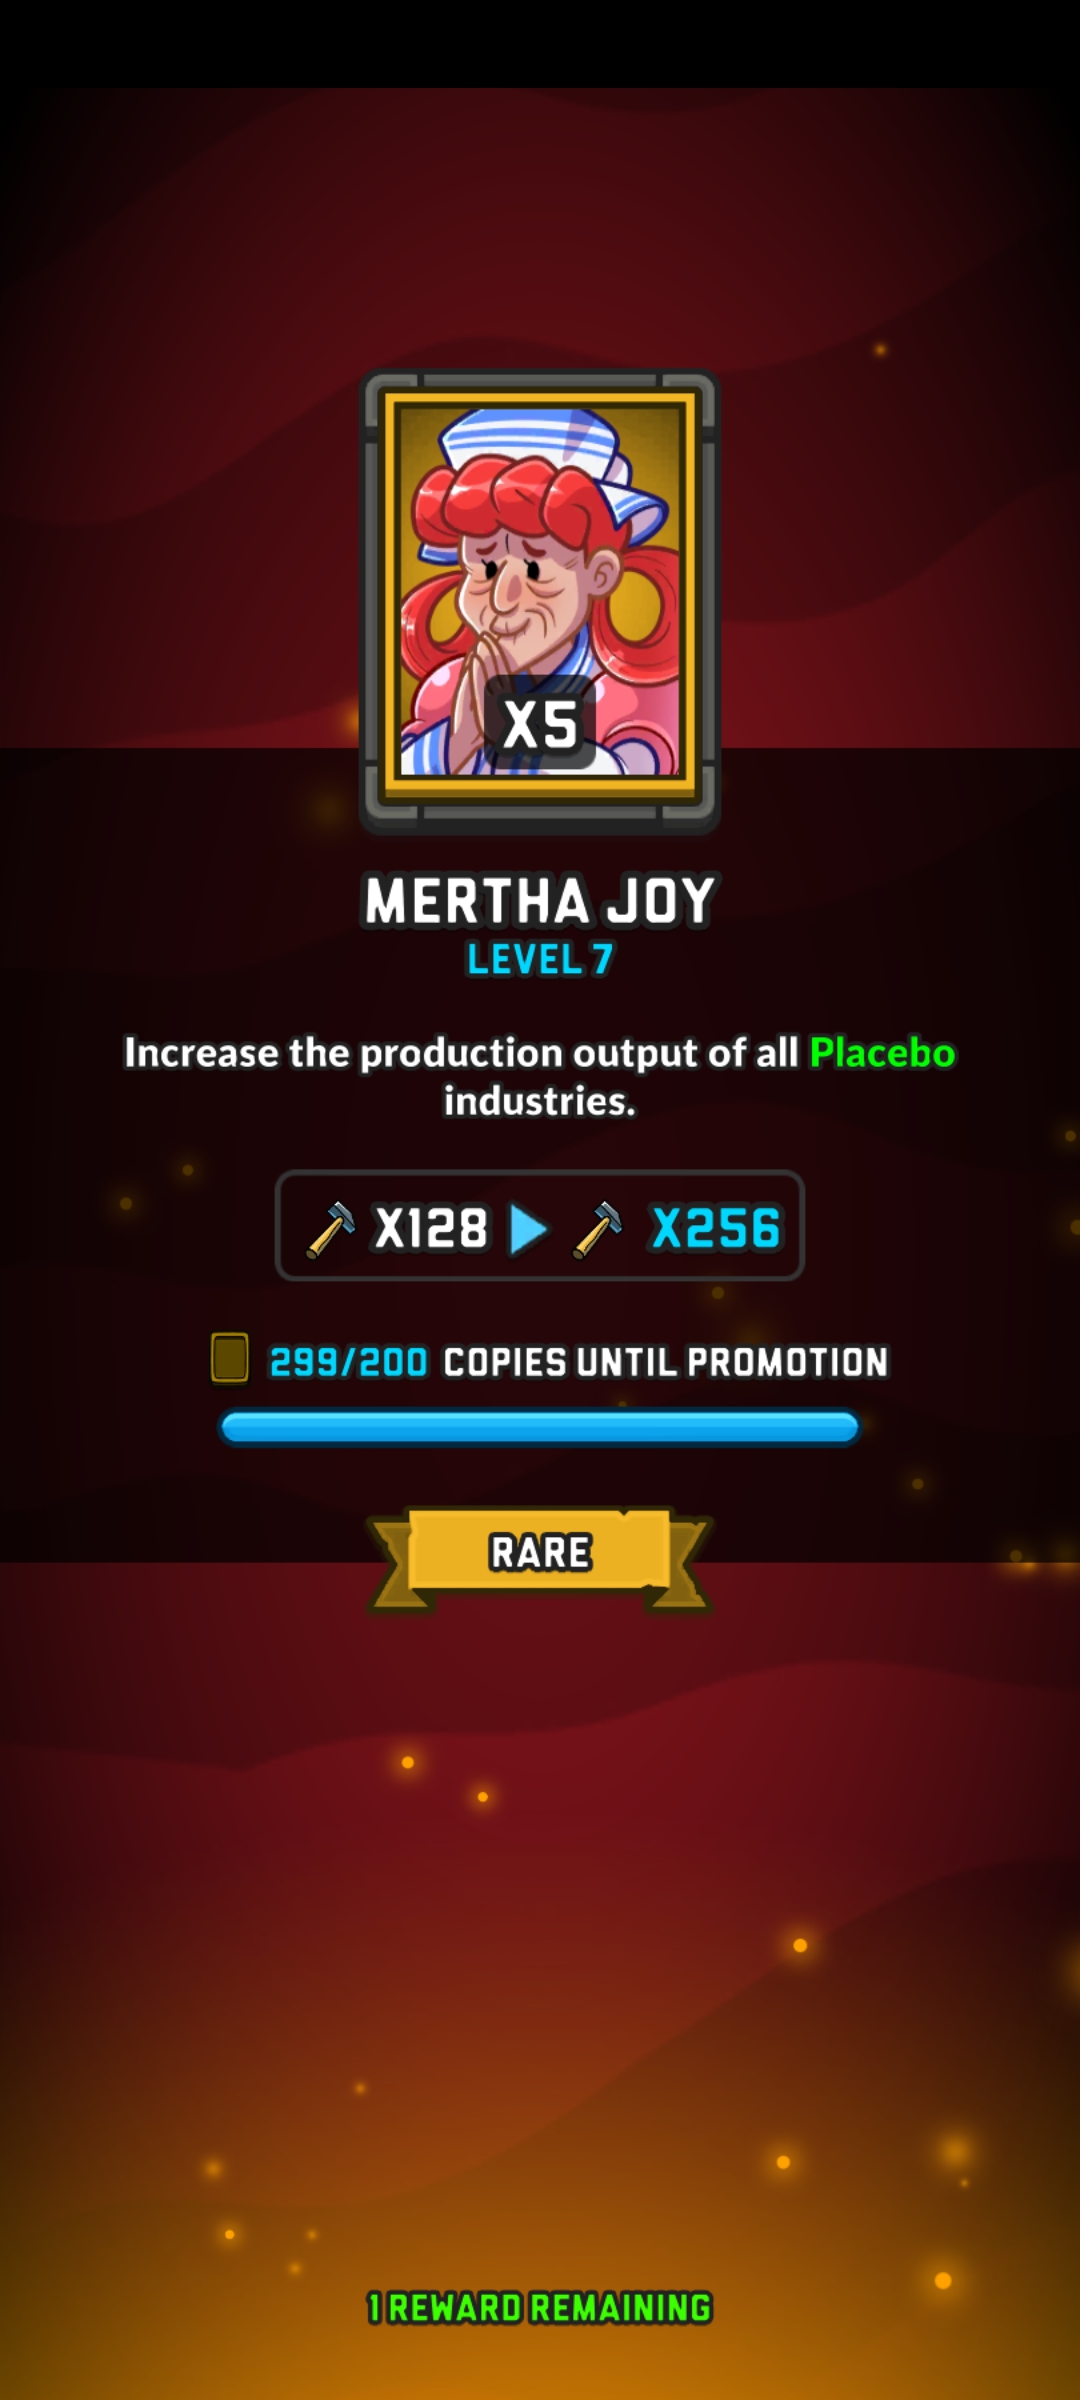 X5
MERTHA JOY
LEVEL 7
Increase the production output of all Placebo
industries.
X128 X256
299/200 COPIES UNTIL PROMOTION
RARE
1 REWARD REMAINING